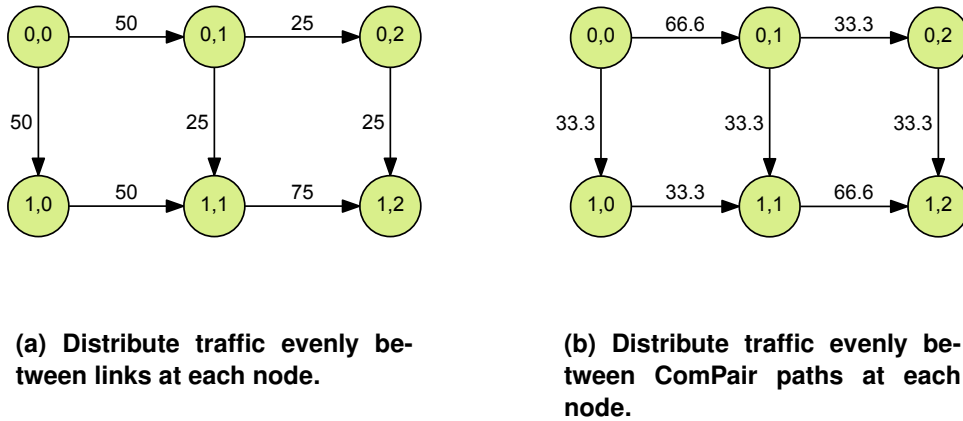 0,0 50 0,1 25 0,2
50 25 25
1,0 50 1,1 75 1,2
(a) Distribute traffic evenly be-
tween links at each node.
0,0 66.6 0,1 33.3 0,2
33.3 33.3 33.3
1,0 33.3 1,1 66.6 1,2
(b) Distribute traffic evenly be-
tween ComPair paths at each
node.